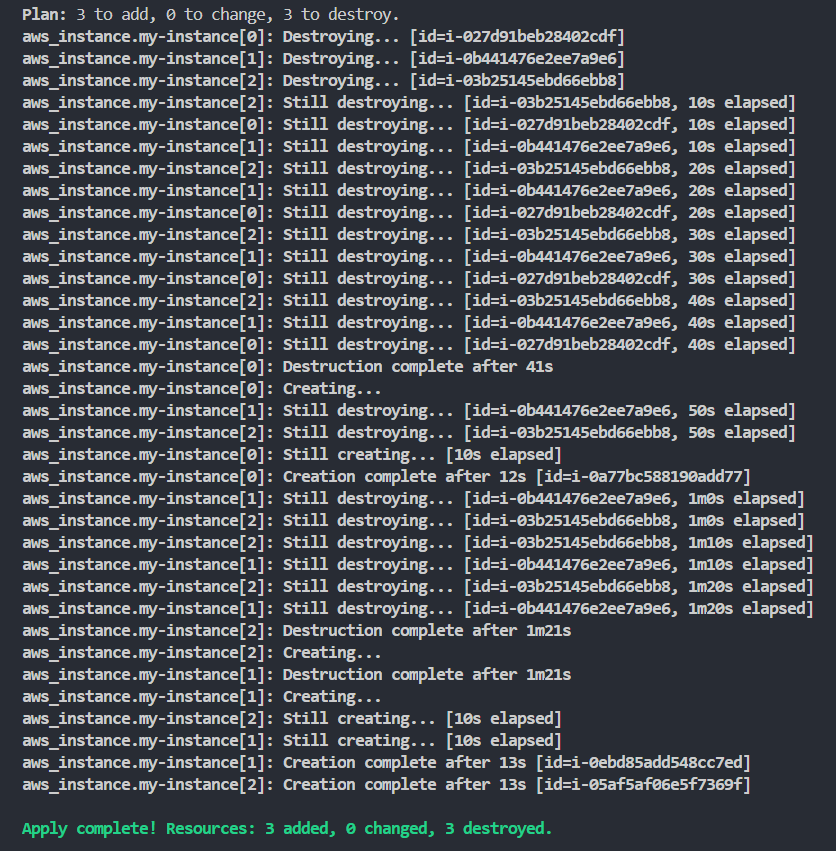 Plan: 3 to add, 0 to change, 3 to destroy.
aws_instance.my-instance[0]: Destroying... [id=i-027d91beb28402cdf]
aws_instance.my-instance[1]: Destroying... [id=i-0b441476e2ee7a9e6]
aws_instance.my-instance[2]: Destroying... [id=i-03b25145ebd66ebb8]
aws_instance.my-instance[2]: Still destroying... [id=i-03b25145ebd66ebb8, 10s elapsed]
aws_instance.my-instance[0]: Still destroying... [id=i-027d91beb28402cdf, 10s elapsed]
aws_instance.my-instance[1]: Still destroying... [id=i-0b441476e2ee7a9e6, 10s elapsed]
aws_instance.my-instance[2]: Still destroying... [id=i-03b25145ebd66ebb8, 20s elapsed]
aws_instance.my-instance[1]: Still destroying... [id=i-0b441476e2ee7a9e6, 20s elapsed]
aws_instance.my-instance[0]: Still destroying... [id=i-027d91beb28402cdf, 20s elapsed]
aws_instance.my-instance[2]: Still destroying... [id=i-03b25145ebd66ebb8, 30s elapsed]
aws_instance.my-instance[1]: Still destroying... [id=i-0b441476e2ee7a9e6, 30s elapsed]
aws_instance.my-instance[0]: Still destroying... [id=i-027d91beb28402cdf, 30s elapsed]
aws_instance.my-instance[2]: Still destroying... [id=i-03b25145ebd66ebb8, 40s elapsed]
aws_instance.my-instance[1]: Still destroying... [id=i-0b441476e2ee7a9e6, 40s elapsed]
aws_instance.my-instance[0]: Still destroying... [id=i-027d91beb28402cdf, 40s elapsed]
aws_instance.my-instance[0]: Destruction complete after 41s
aws_instance.my-instance[0]: Creating...
aws_instance.my-instance[1]: Still destroying... [id=i-0b441476e2ee7a9e6, 50s elapsed]
aws_instance.my-instance[2]: Still destroying... [id=i-03b25145ebd66ebb8, 50s elapsed]
aws_instance.my-instance[0]: Still creating... [10s elapsed]
aws_instance.my-instance[0]: Creation complete after 12s [id=i-0a77bc588190add77]
aws_instance.my-instance[1]: Still destroying... [id=i-0b441476e2ee7a9e6, 1m0s elapsed]
aws_instance.my-instance[2]: Still destroying... [id=i-03b25145ebd66ebb8, 1m0s elapsed]
aws_instance.my-instance[2]: Still destroying... [id=i-03b25145ebd66ebb8, 1m10s elapsed]
aws_instance.my-instance[1]: Still destroying... [id=i-0b441476e2ee7a9e6, 1m10s elapsed]
aws_instance.my-instance[2]: Still destroying... [id=i-03b25145ebd66ebb8, 1m20s elapsed]
aws_instance.my-instance[1]: Still destroying... [id=i-0b441476e2ee7a9e6, 1m20s elapsed]
aws_instance.my-instance[2]: Destruction complete after 1m21s
aws_instance.my-instance[2]: Creating...
aws_instance.my-instance[1]: Destruction complete after 1m21s
aws_instance.my-instance[1]: Creating...
aws_instance.my-instance[2]: Still creating... [10s elapsed]
aws_instance.my-instance[1]: Still creating... [10s elapsed]
aws_instance.my-instance[1]: Creation complete after 13s [id=i-0ebd85add548cc7ed]
aws_instance.my-instance[2]: Creation complete after 13s [id=i-05af5af06e5f7369f]
Apply complete! Resources: 3 added, 0 changed, 3 destroyed.